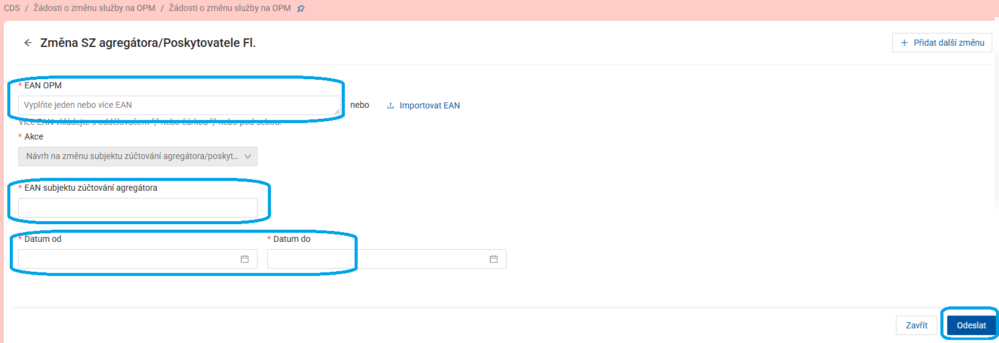 CDS / Žádosti o změnu služby na OPM / Žádosti o změnu služby na OPM
Změna SZ agregátora/Poskytovatele Fl.
Přidat další změnu
* EAN OPM
Vyplňte jeden nebo více EAN
nebo
Importovat EAN
Více EAN vkládejte s oddělovačem ";" nebo čárkou "," nebo pod sebou.
* Akce
Návrh na změnu subjektu zúčtování agregátora/poskyt...
* EAN subjektu zúčtování agregátora
* Datum od
* Datum do
Zavřít
Odeslat